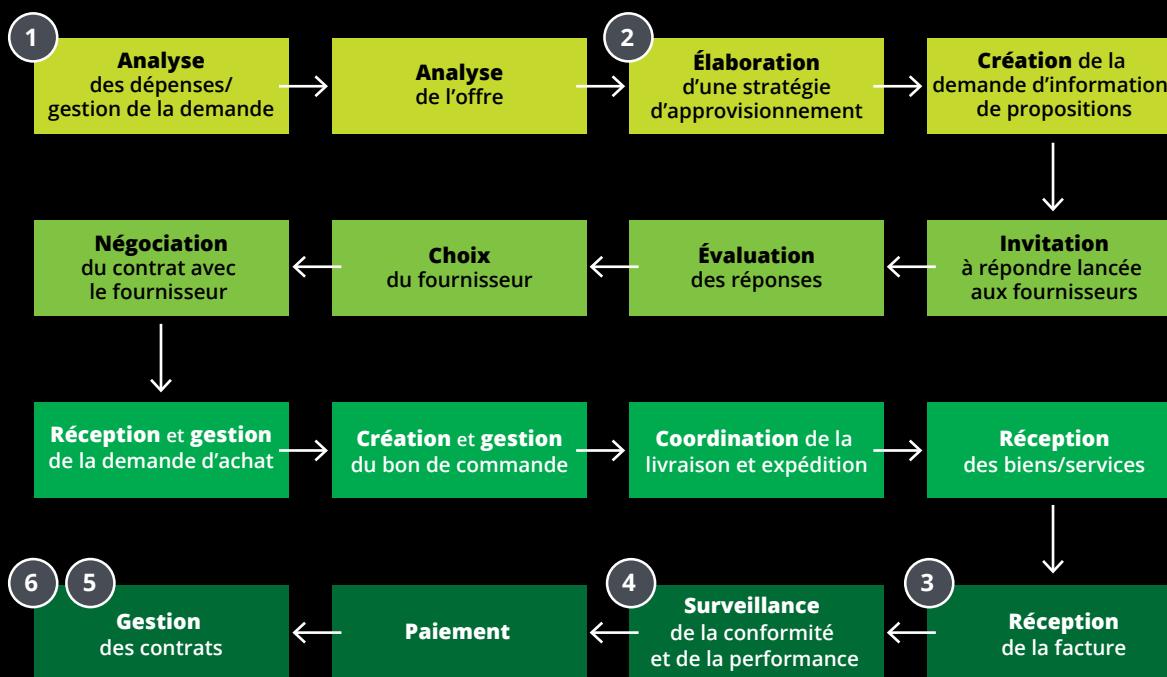 1
Analyse
des dépenses/
gestion de la demande
Analyse
de l’offre
2
Élaboration
d’une stratégie
d’approvisionnement
Création de la
demande d’information
de propositions
Négociation
du contrat avec
le fournisseur
Choix
du fournisseur
Évaluation
des réponses
Invitation
à répondre lancée
aux fournisseurs
Réception et gestion
de la demande d’achat
Création et gestion
du bon de commande
Coordination de la
livraison et expédition
Réception
des biens/services
6
5
Gestion
des contrats
Paiement
4
Surveillance
de la conformité
et de la performance
3
Réception
de la facture